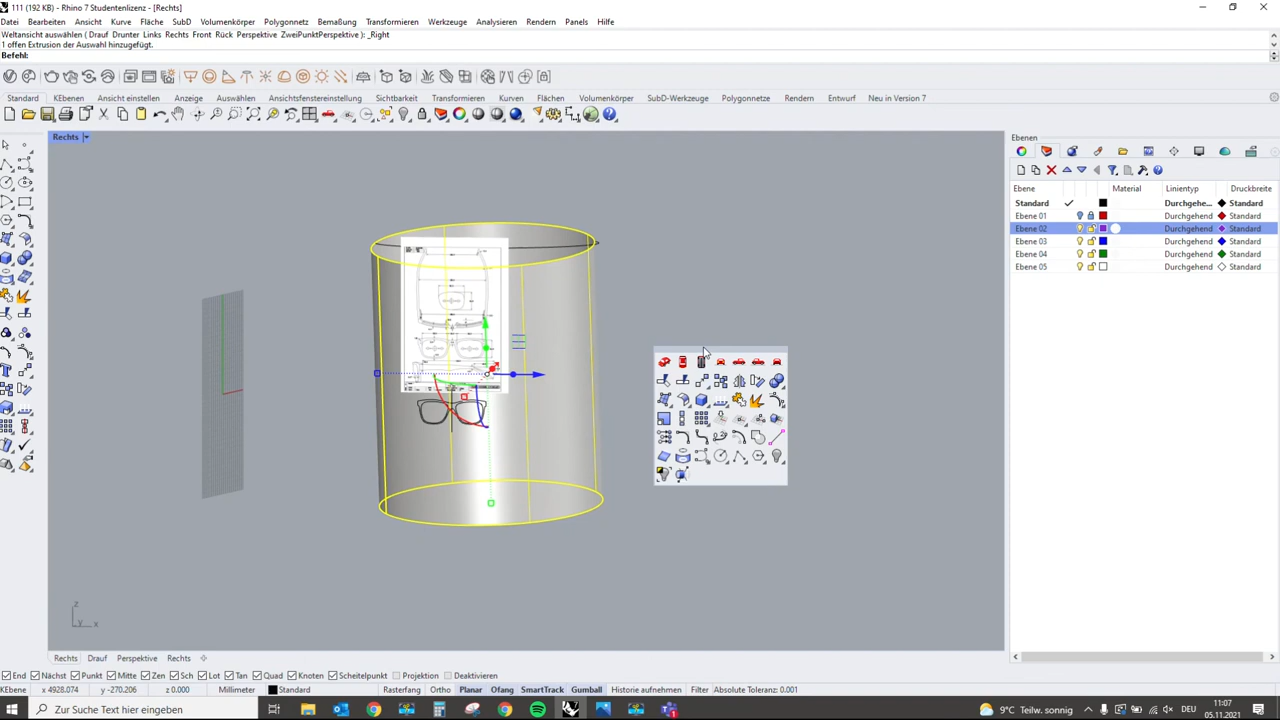 111 (192 KB) - Rhino 7 Studentenlizenz - [Rechts]
Datei Bearbeiten Ansicht Kurve Fläche SubD Volumenkörper Polygonnetz Bemaßung Transformieren Werkzeuge Analysieren Rendern Panels Hilfe
Weltansicht auswählen ( Drauf Drunter Links Rechts Front Rück Perspektive ZweiPunktPerspektive ): _Right
1 offen Extrusion der Auswahl hinzugefügt.
Befehl:
Standard KEbenen Ansicht einstellen Anzeige Auswählen Ansichtsfenstereinstellung Sichtbarkeit Transformieren Kurven Flächen Volumenkörper SubD-Werkzeuge Polygonnetze Rendern Entwurf Neu in Version 7
Rechts
Ebenen
Ebene Material Linientyp Druckbreite
Standard Durchgehe... Standard
Ebene 01 Durchgehend Standard
Ebene 02 Durchgehend Standard
Ebene 03 Durchgehend Standard
Ebene 04 Durchgehend Standard
Ebene 05 Durchgehend Standard
z
y x
Rechts Drauf Perspektive Rechts
End Nächst Punkt Mitte Zen Sch Lot Tan Quad Knoten Scheitelpunkt Projektion Deaktivieren
KEbene x 4928.074 y -270.206 z 0.000 Millimeter Standard Rasterfang Ortho Planar Ofang SmartTrack Gumball Historie aufnehmen Filter Absolute Toleranz: 0.001
Zur Suche Text hier eingeben
9°C Teilw. sonnig DEU 11:07
05.11.2021